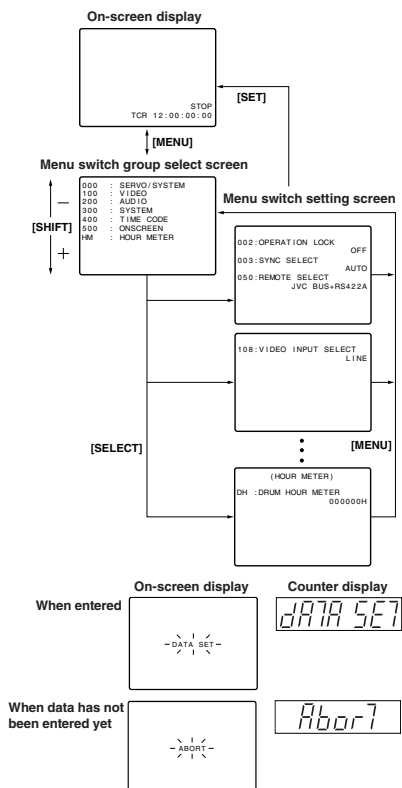 On-screen display
STOP
TCR 12:00:00:00
[SET]
[MENU]
Menu switch group select screen
000 : SERVO/SYSTEM
100 : VIDEO
200 : AUDIO
300 : SYSTEM
400 : TIME CODE
500 : ONSCREEN
HM : HOUR METER
−
[SHIFT]
+
Menu switch setting screen
002:OPERATION LOCK
OFF
003:SYNC SELECT
AUTO
050:REMOTE SELECT
JVC BUS+RS422A
108:VIDEO INPUT SELECT
LINE
[SELECT]
[MENU]
(HOUR METER)
DH :DRUM HOUR METER
000000H
On-screen display
Counter display
When entered
DATA SET
dATA SET
When data has not
been entered yet
ABORT
AborT